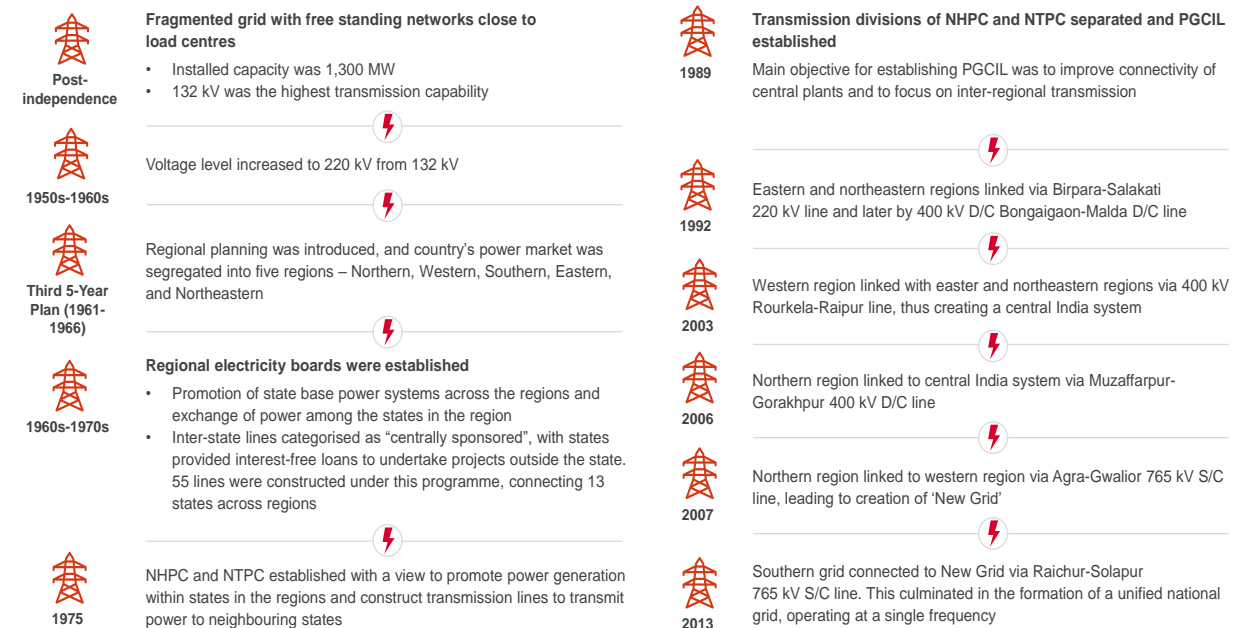 Post-
independence
Fragmented grid with free standing networks close to
load centres
• Installed capacity was 1,300 MW
• 132 kV was the highest transmission capability
1950s-1960s
Voltage level increased to 220 kV from 132 kV
Third 5-Year
Plan (1961-
1966)
Regional planning was introduced, and country's power market was
segregated into five regions – Northern, Western, Southern, Eastern,
and Northeastern
1960s-1970s
Regional electricity boards were established
• Promotion of state base power systems across the regions and
exchange of power among the states in the region
• Inter-state lines categorised as “centrally sponsored”, with states
provided interest-free loans to undertake projects outside the state.
55 lines were constructed under this programme, connecting 13
states across regions
1975
NHPC and NTPC established with a view to promote power generation
within states in the regions and construct transmission lines to transmit
power to neighbouring states
1989
Transmission divisions of NHPC and NTPC separated and PGCIL
established
Main objective for establishing PGCIL was to improve connectivity of
central plants and to focus on inter-regional transmission
1992
Eastern and northeastern regions linked via Birpara-Salakati
220 kV line and later by 400 kV D/C Bongaigaon-Malda D/C line
2003
Western region linked with easter and northeastern regions via 400 kV
Rourkela-Raipur line, thus creating a central India system
2006
Northern region linked to central India system via Muzaffarpur-
Gorakhpur 400 kV D/C line
2007
Northern region linked to western region via Agra-Gwalior 765 kV S/C
line, leading to creation of ‘New Grid’
2013
Southern grid connected to New Grid via Raichur-Solapur
765 kV S/C line. This culminated in the formation of a unified national
grid, operating at a single frequency